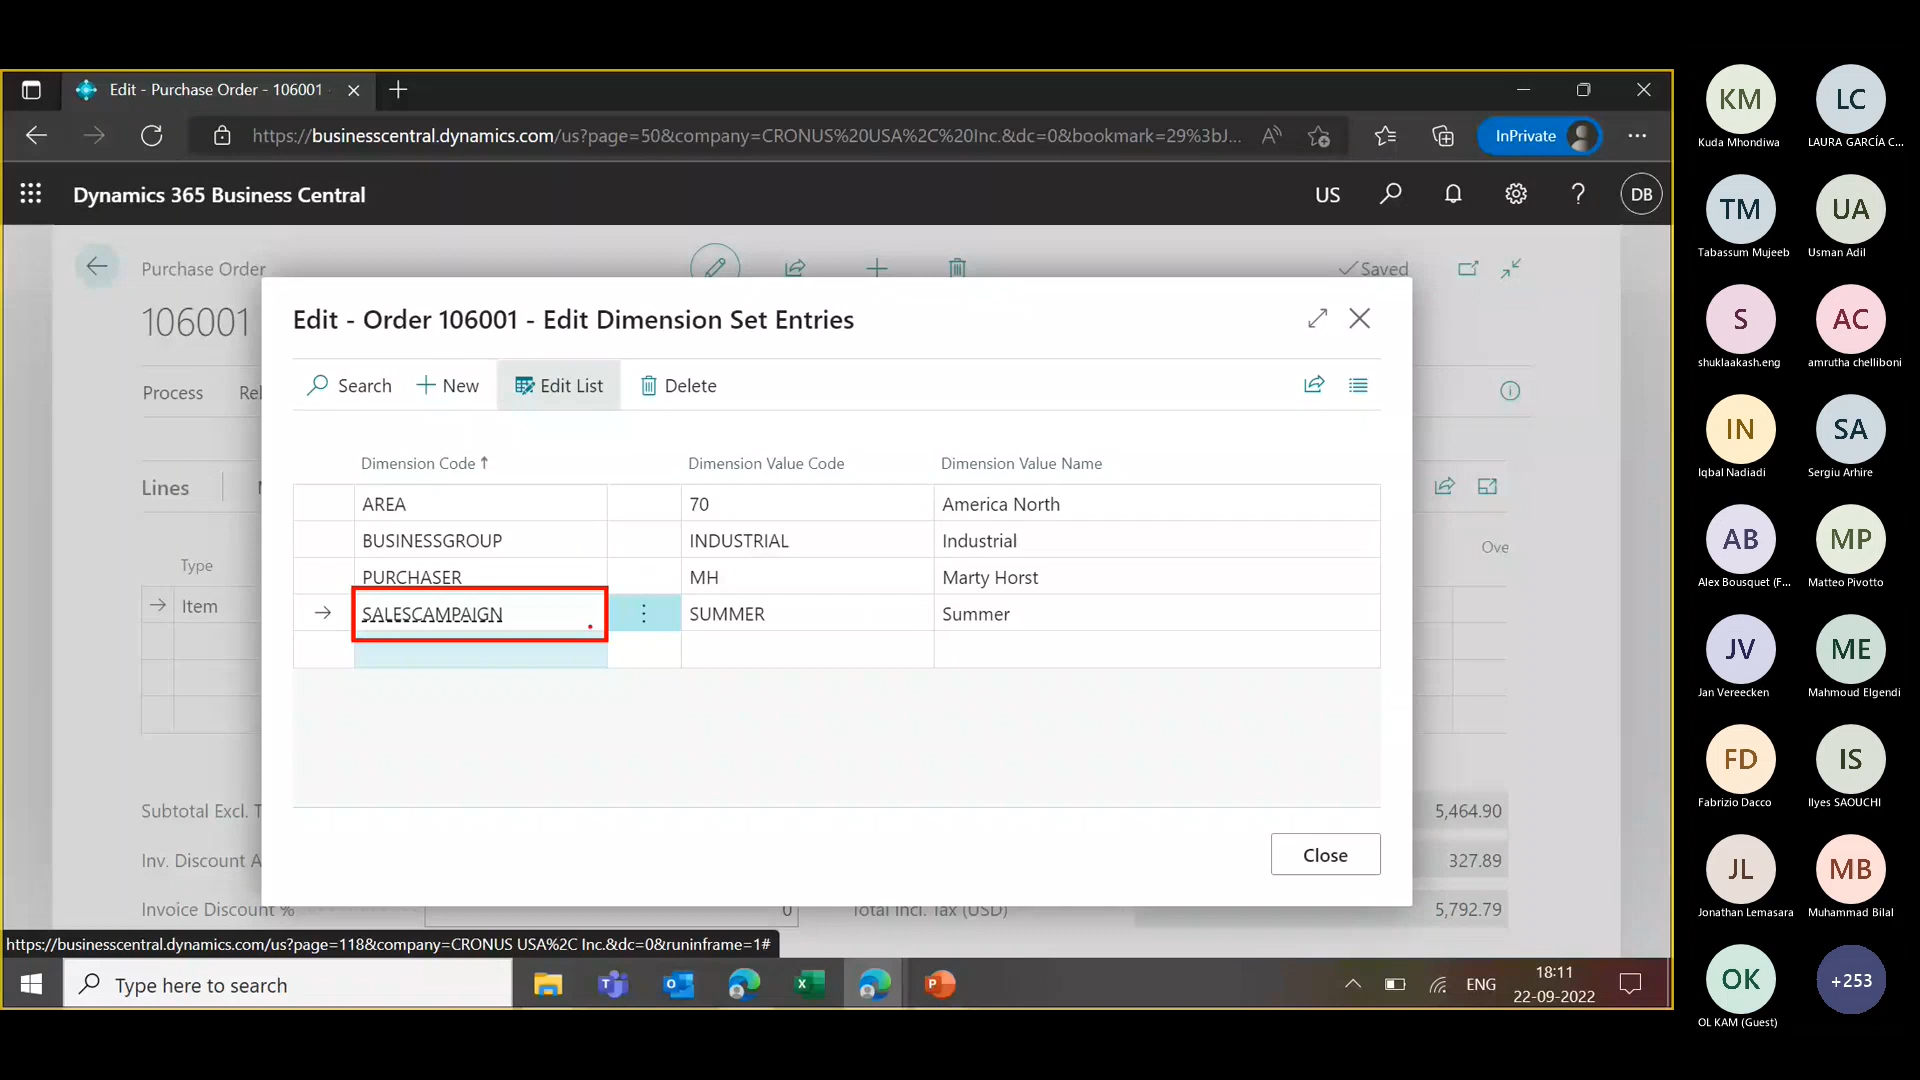 Edit - Purchase Order - 106001
https://businesscentral.dynamics.com/us?page=50&company=CRONUS%20USA%2C%20Inc.&dc=0&bookmark=29%3bJ...
InPrivate
Dynamics 365 Business Central
US
DB
Purchase Order
Saved
106001
Edit - Order 106001 - Edit Dimension Set Entries
Process
Search
New
Edit List
Delete
Lines
Dimension Code ↑
Dimension Value Code
Dimension Value Name
AREA
70
America North
BUSINESSGROUP
INDUSTRIAL
Industrial
PURCHASER
MH
Marty Horst
SALESCAMPAIGN
SUMMER
Summer
Type
Item
Ove
Subtotal Excl. T
5,464.90
Inv. Discount A
327.89
Close
Invoice Discount %
0
Total Incl. Tax (USD)
5,792.79
https://businesscentral.dynamics.com/us?page=118&company=CRONUS USA%2C Inc.&dc=0&runinframe=1#
Type here to search
ENG
18:11
22-09-2022
KM
Kuda Mhondiwa
LC
LAURA GARCÍA C...
TM
Tabassum Mujeeb
UA
Usman Adil
S
shuklaakash.eng
AC
amrutha chelliboni
IN
Iqbal Nadiadi
SA
Sergiu Arhire
AB
Alex Bousquet (F...
MP
Matteo Pivotto
JV
Jan Vereecken
ME
Mahmoud Elgendi
FD
Fabrizio Dacco
IS
Ilyes SAOUCHI
JL
Jonathan Lemasara
MB
Muhammad Bilal
OK
OL KAM (Guest)
+253